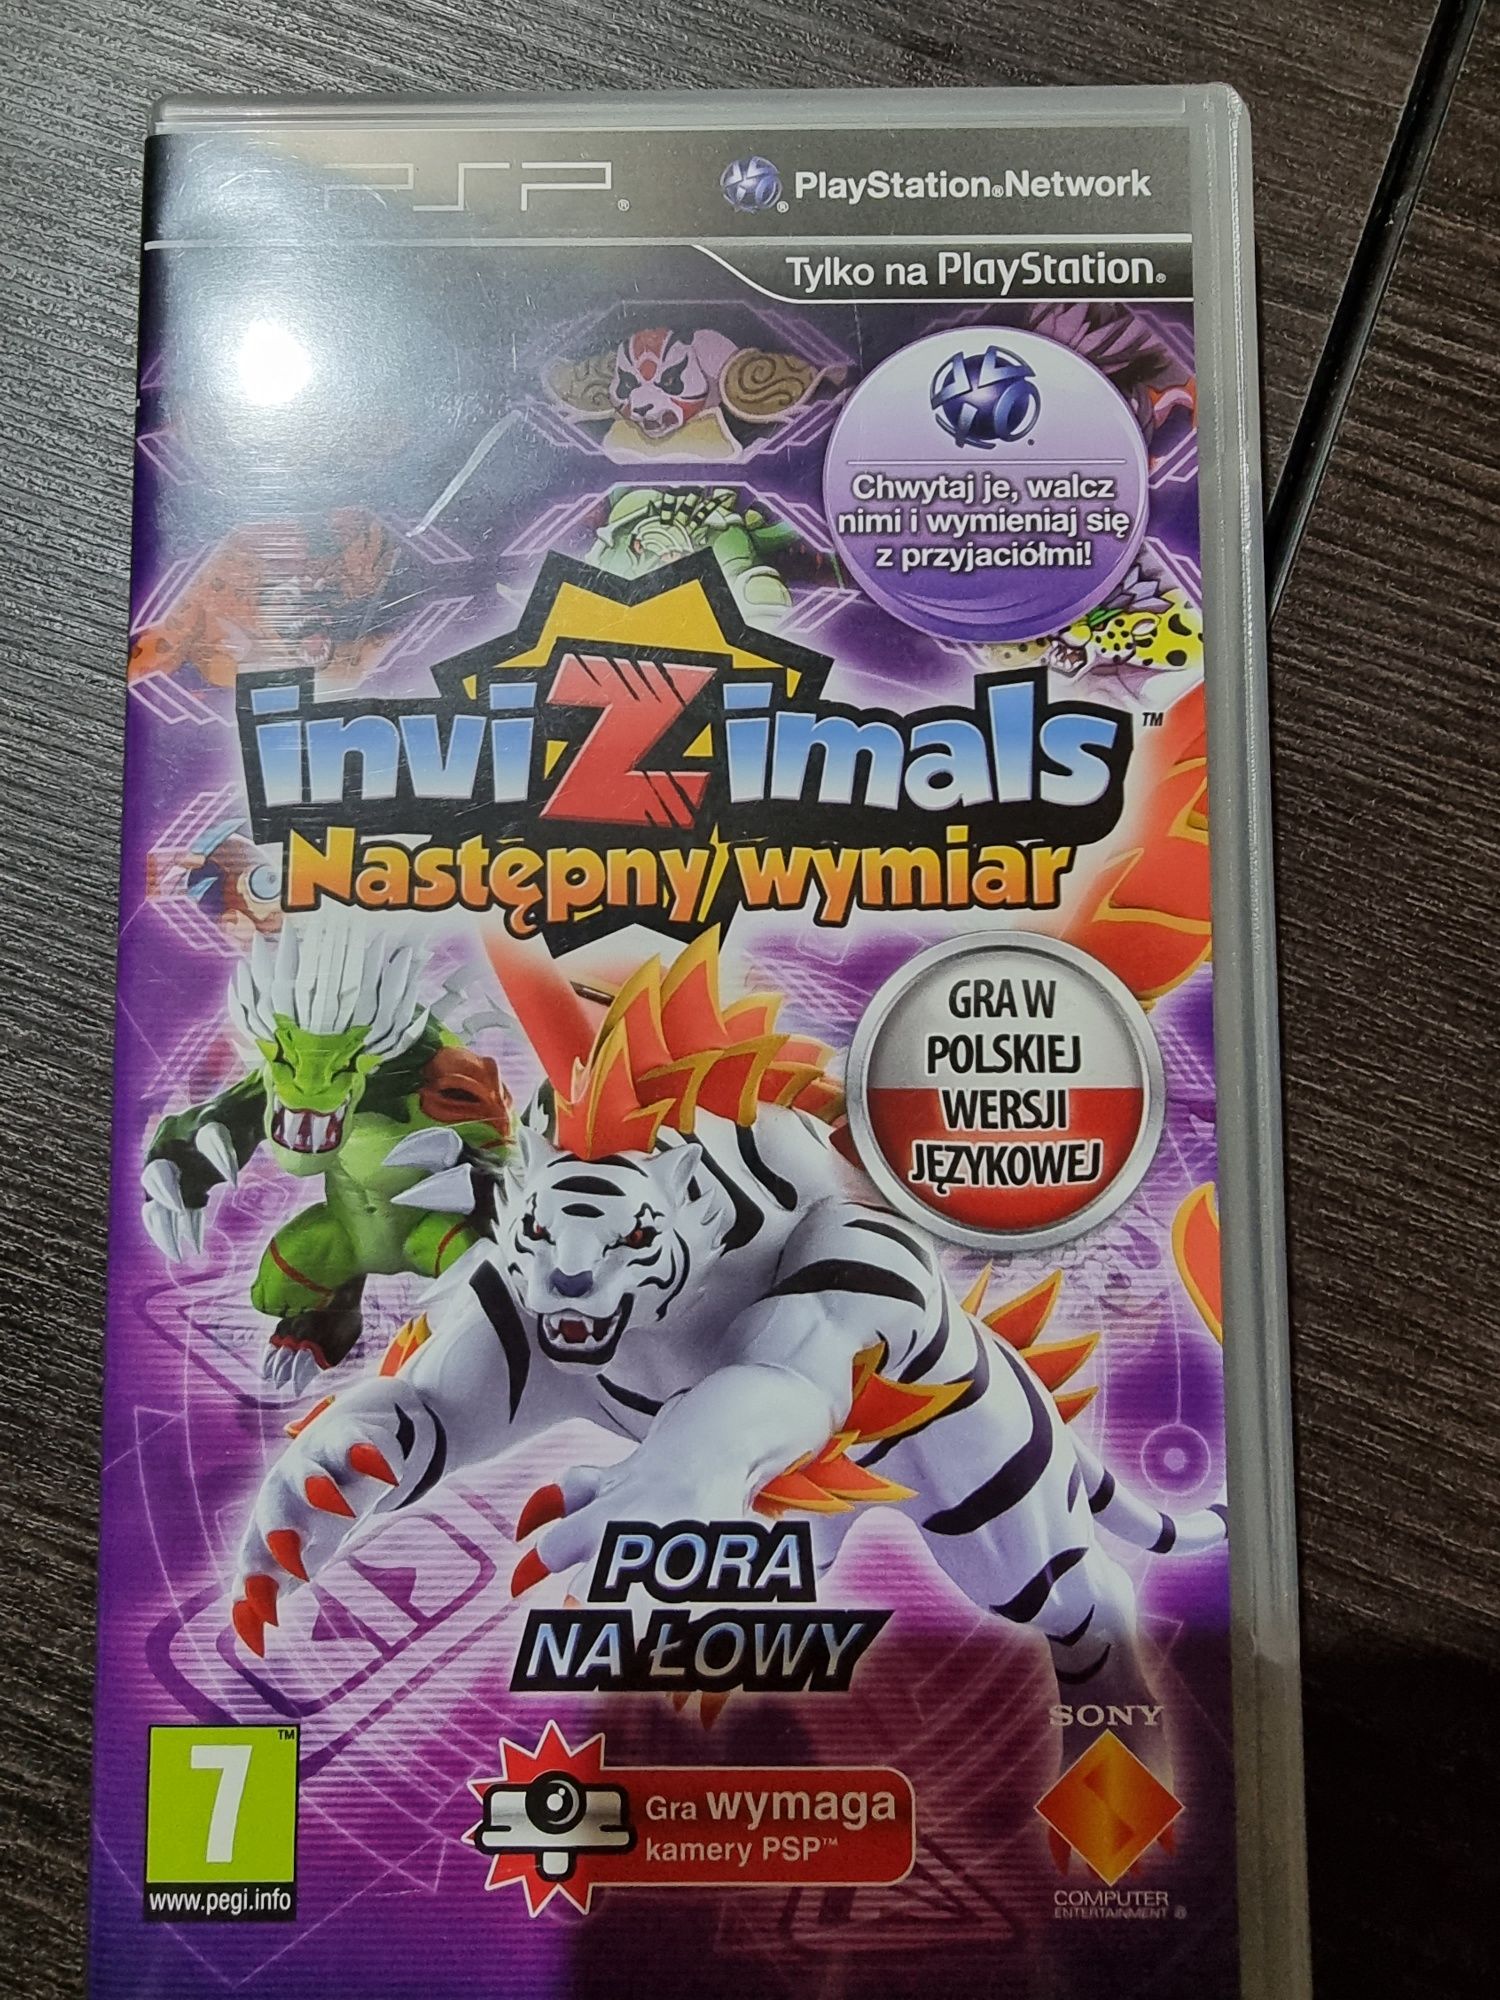 PSP®
PlayStation®Network
Tylko na PlayStation®
Chwytaj je, walcz
nimi i wymieniaj się
z przyjaciółmi!
inviZimals™
Następny wymiar
GRA W
POLSKIEJ
WERSJI
JĘZYKOWEJ
PORA
NA ŁOWY
7™
www.pegi.info
Gra wymaga
kamery PSP™
SONY
COMPUTER
ENTERTAINMENT®